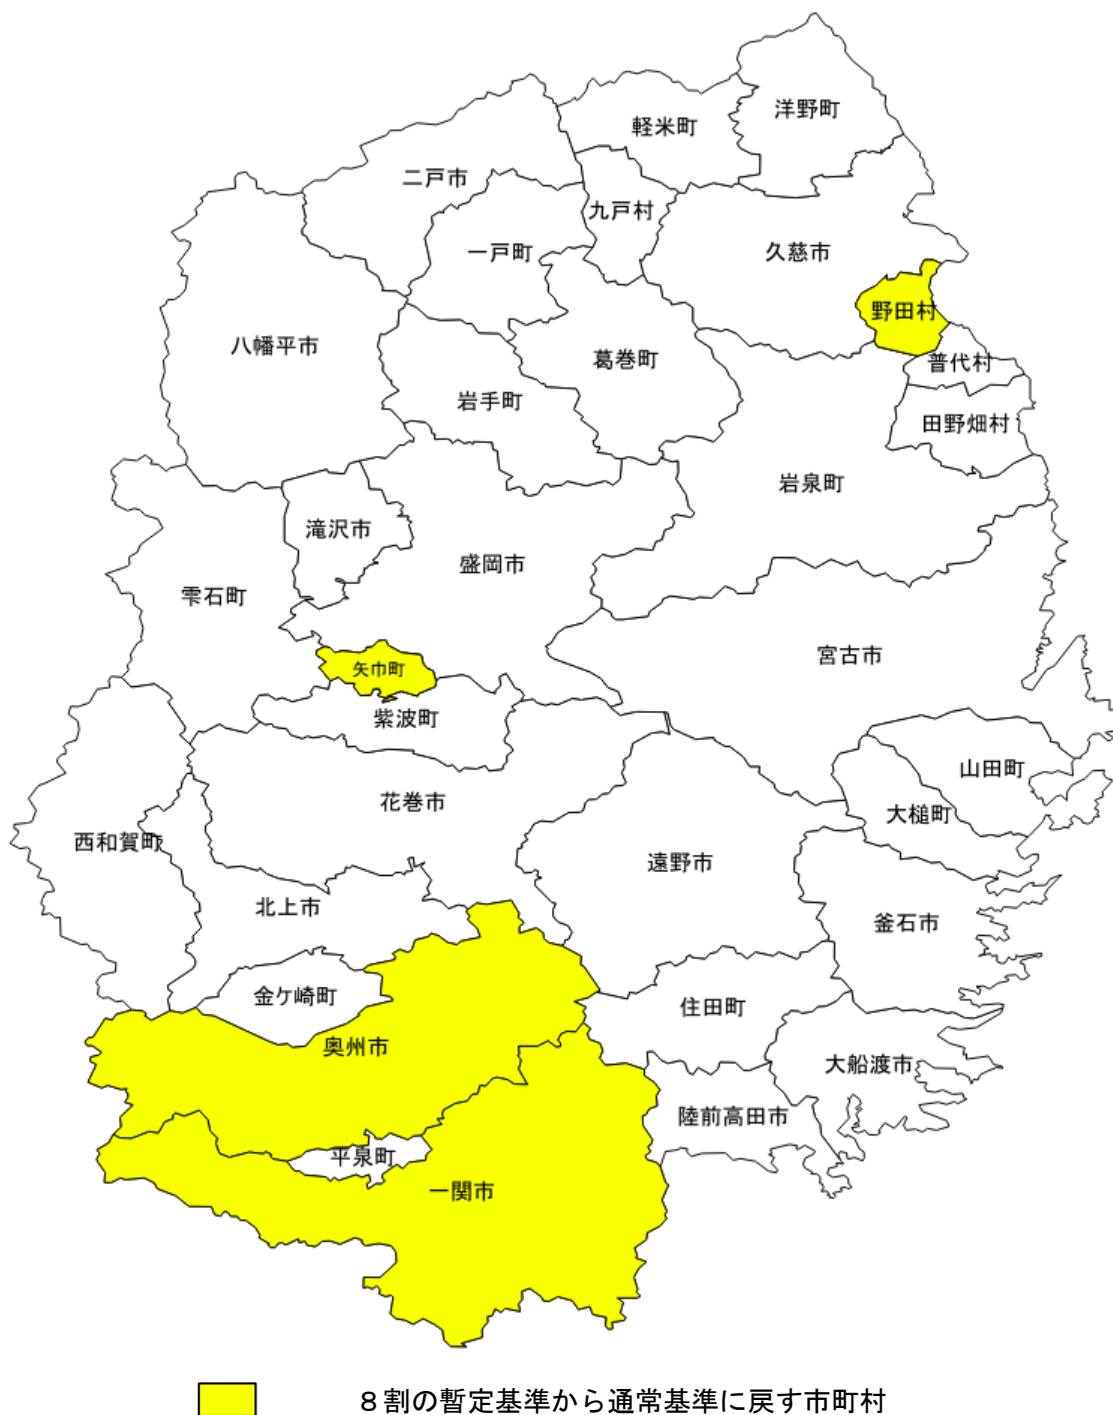 洋野町
軽米町
二戸市
九戸村
一戸町
久慈市
野田村
八幡平市
葛巻町
普代村
岩手町
田野畑村
岩泉町
滝沢市
盛岡市
雫石町
宮古市
矢巾町
紫波町
山田町
花巻市
大槌町
西和賀町
遠野市
北上市
釜石市
金ケ崎町
住田町
奥州市
大船渡市
陸前高田市
平泉町
一関市
８割の暫定基準から通常基準に戻す市町村